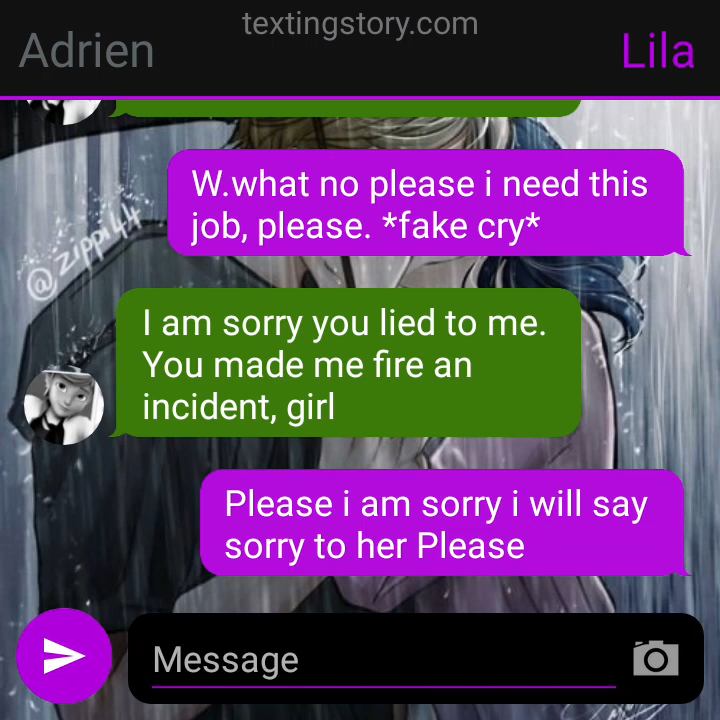 textingstory.com
Adrien
Lila
W.what no please i need this
job, please. *fake cry*
@zippi44
I am sorry you lied to me.
You made me fire an
incident, girl
Please i am sorry i will say
sorry to her Please
Message